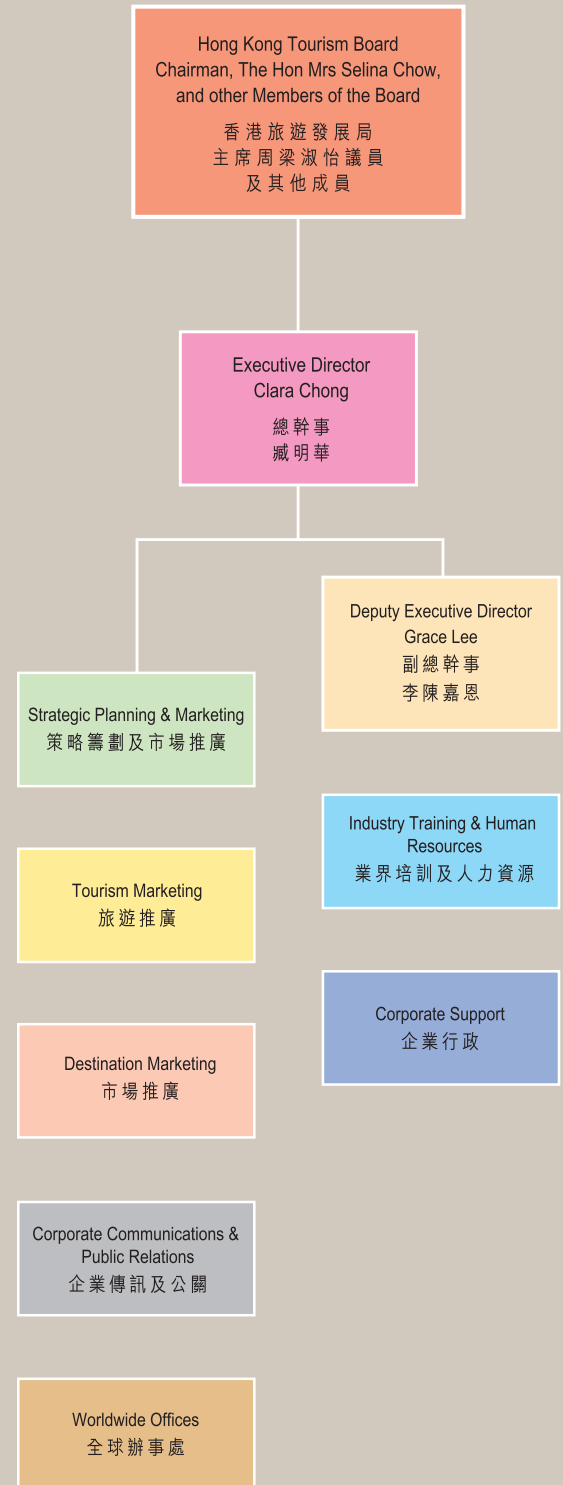 Hong Kong Tourism Board
Chairman, The Hon Mrs Selina Chow,
and other Members of the Board
香港旅遊發展局
主席周梁淑怡議員
及其他成員
Executive Director
Clara Chong
總幹事
臧明華
Deputy Executive Director
Grace Lee
副總幹事
李陳嘉恩
Strategic Planning & Marketing
策略籌劃及市場推廣
Industry Training & Human
Resources
業界培訓及人力資源
Tourism Marketing
旅遊推廣
Corporate Support
企業行政
Destination Marketing
市場推廣
Corporate Communications &
Public Relations
企業傳訊及公關
Worldwide Offices
全球辦事處